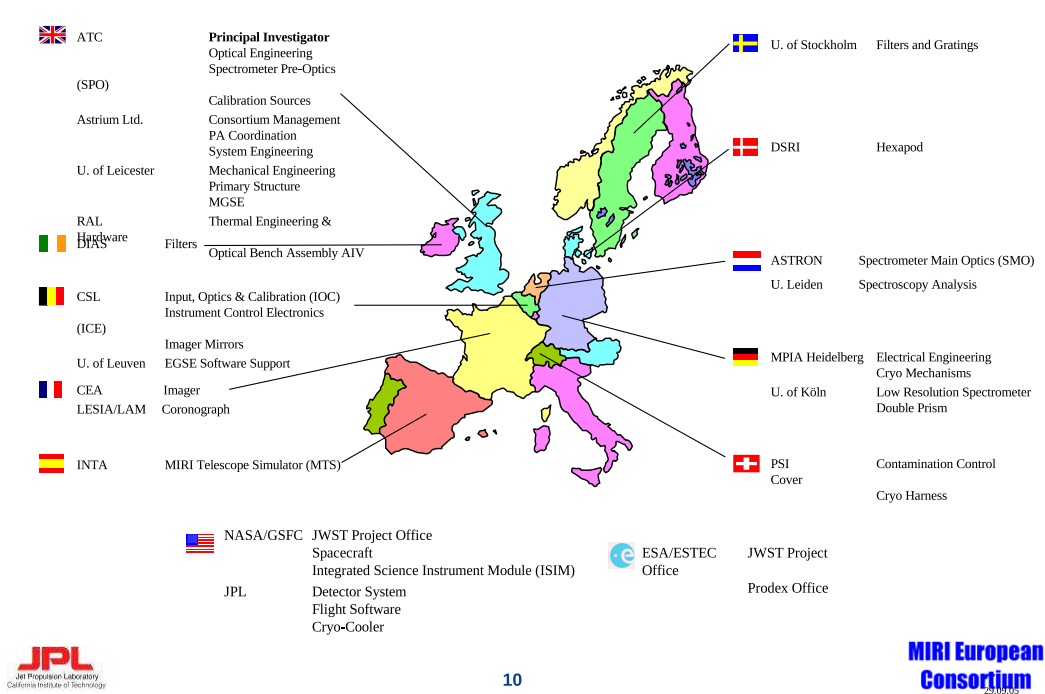 ATC Principal Investigator
Optical Engineering
Spectrometer Pre-Optics
(SPO)
Calibration Sources
Astrium Ltd. Consortium Management
PA Coordination
System Engineering
U. of Leicester Mechanical Engineering
Primary Structure
MGSE
RAL Thermal Engineering &
Hardware
Optical Bench Assembly AIV
DIAS Filters
CSL Input, Optics & Calibration (IOC)
Instrument Control Electronics
(ICE)
Imager Mirrors
U. of Leuven EGSE Software Support
CEA Imager
LESIA/LAM Coronograph
INTA MIRI Telescope Simulator (MTS)
U. of Stockholm Filters and Gratings
DSRI Hexapod
ASTRON Spectrometer Main Optics (SMO)
U. Leiden Spectroscopy Analysis
MPIA Heidelberg Electrical Engineering
Cryo Mechanisms
U. of Köln Low Resolution Spectrometer
Double Prism
PSI Contamination Control
Cover
Cryo Harness
NASA/GSFC JWST Project Office
Spacecraft
Integrated Science Instrument Module (ISIM)
JPL Detector System
Flight Software
Cryo-Cooler
e
ESA/ESTEC JWST Project
Office
Prodex Office
JPL
Jet Propulsion Laboratory
California Institute of Technology
10
MIRI European
Consortium
29.09.05